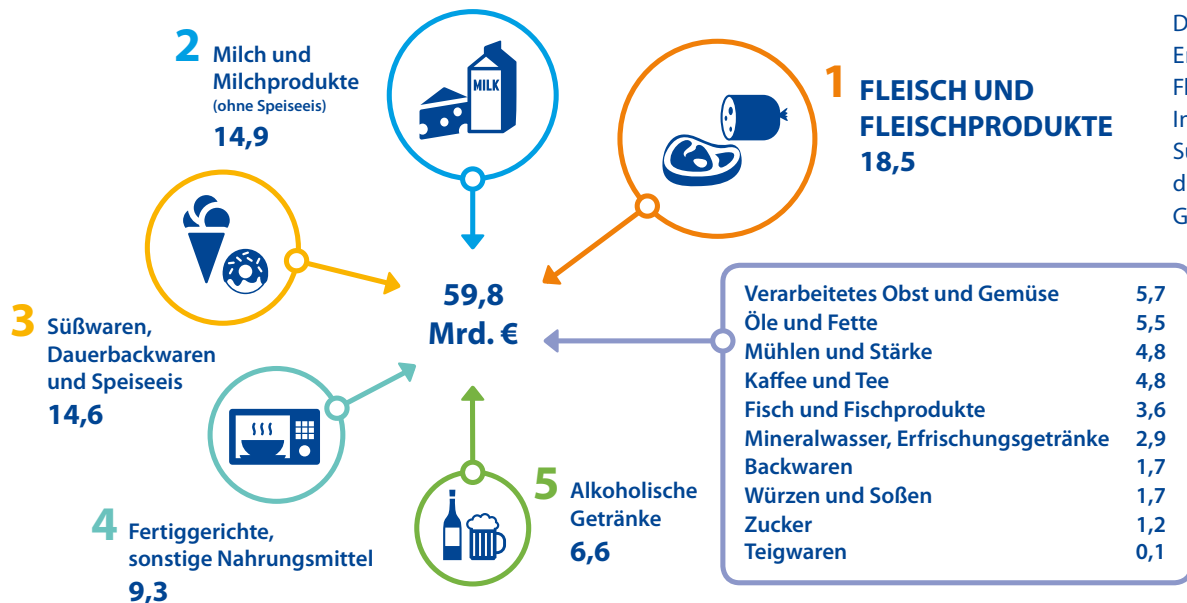 2 Milch und
Milchprodukte
(ohne Speiseeis)
14,9
MILK
1 FLEISCH UND
FLEISCHPRODUKTE
18,5
3 Süßwaren,
Dauerbackwaren
und Speiseeis
14,6
59,8
Mrd. €
4 Fertiggerichte,
sonstige Nahrungsmittel
9,3
5 Alkoholische
Getränke
6,6
Verarbeitetes Obst und Gemüse 5,7
Öle und Fette 5,5
Mühlen und Stärke 4,8
Kaffee und Tee 4,8
Fisch und Fischprodukte 3,6
Mineralwasser, Erfrischungsgetränke 2,9
Backwaren 1,7
Würzen und Soßen 1,7
Zucker 1,2
Teigwaren 0,1